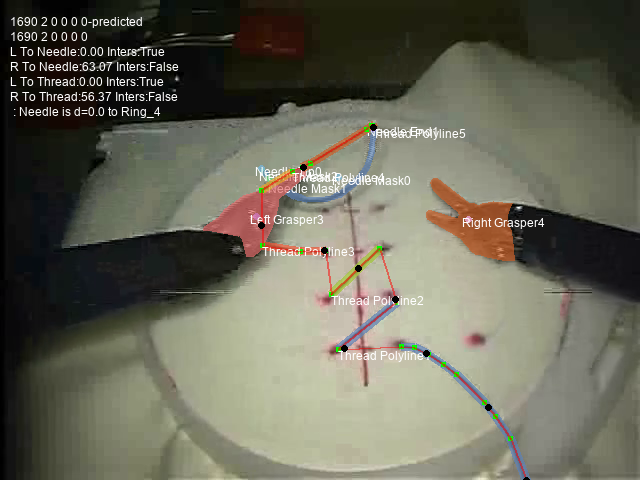 1690 2 0 0 0 0-predicted
1690 2 0 0 0 0
L To Needle:0.00 Inters:True
R To Needle:63.07 Inters:False
L To Thread:0.00 Inters:True
R To Thread:56.37 Inters:False
: Needle is d=0.0 to Ring_4
Thread Polyline5
Thread Polyline4
Needle Mask0
Needle Mask1
Left Grasper3
Right Grasper4
Thread Polyline3
Thread Polyline2
Thread Polyline